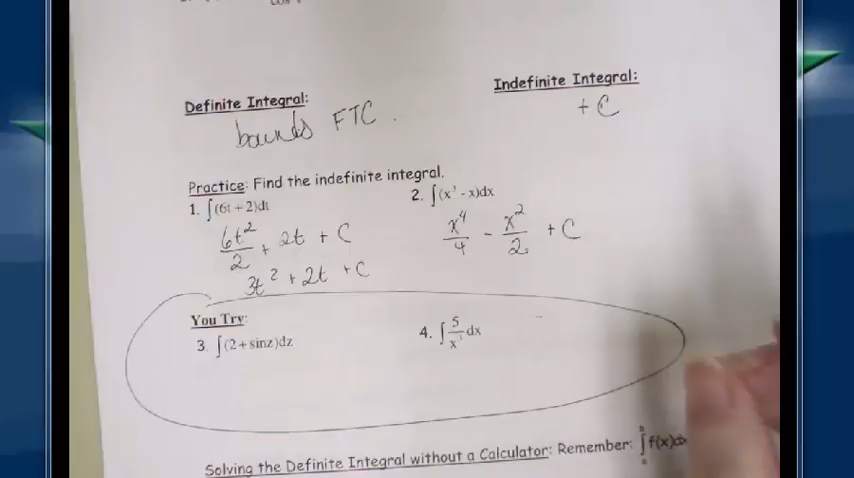 Definite Integral:
Indefinite Integral:
bounds FTC.
+ C
Practice: Find the indefinite integral.
1. ∫(6t + 2)dt
2. ∫(x³ - x)dx
6t²/2 + 2t + C
x⁴/4 - x²/2 + C
3t² + 2t + C
You Try:
3. ∫(2+sinz)dz
4. ∫5/x³ dx
Solving the Definite Integral without a Calculator: Remember: ∫f(x)dx